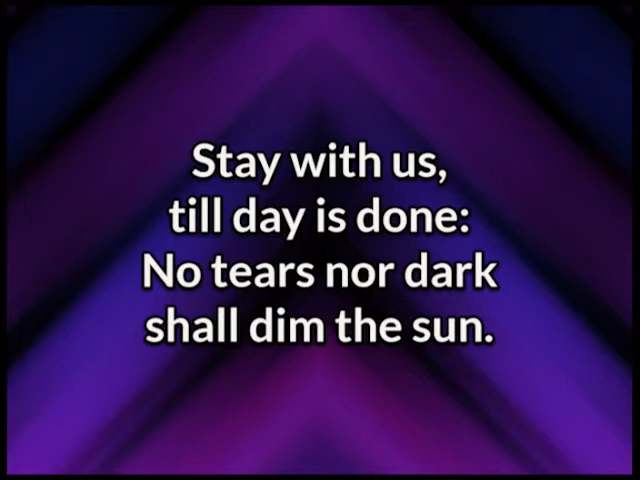 Stay with us,
till day is done:
No tears nor dark
shall dim the sun.